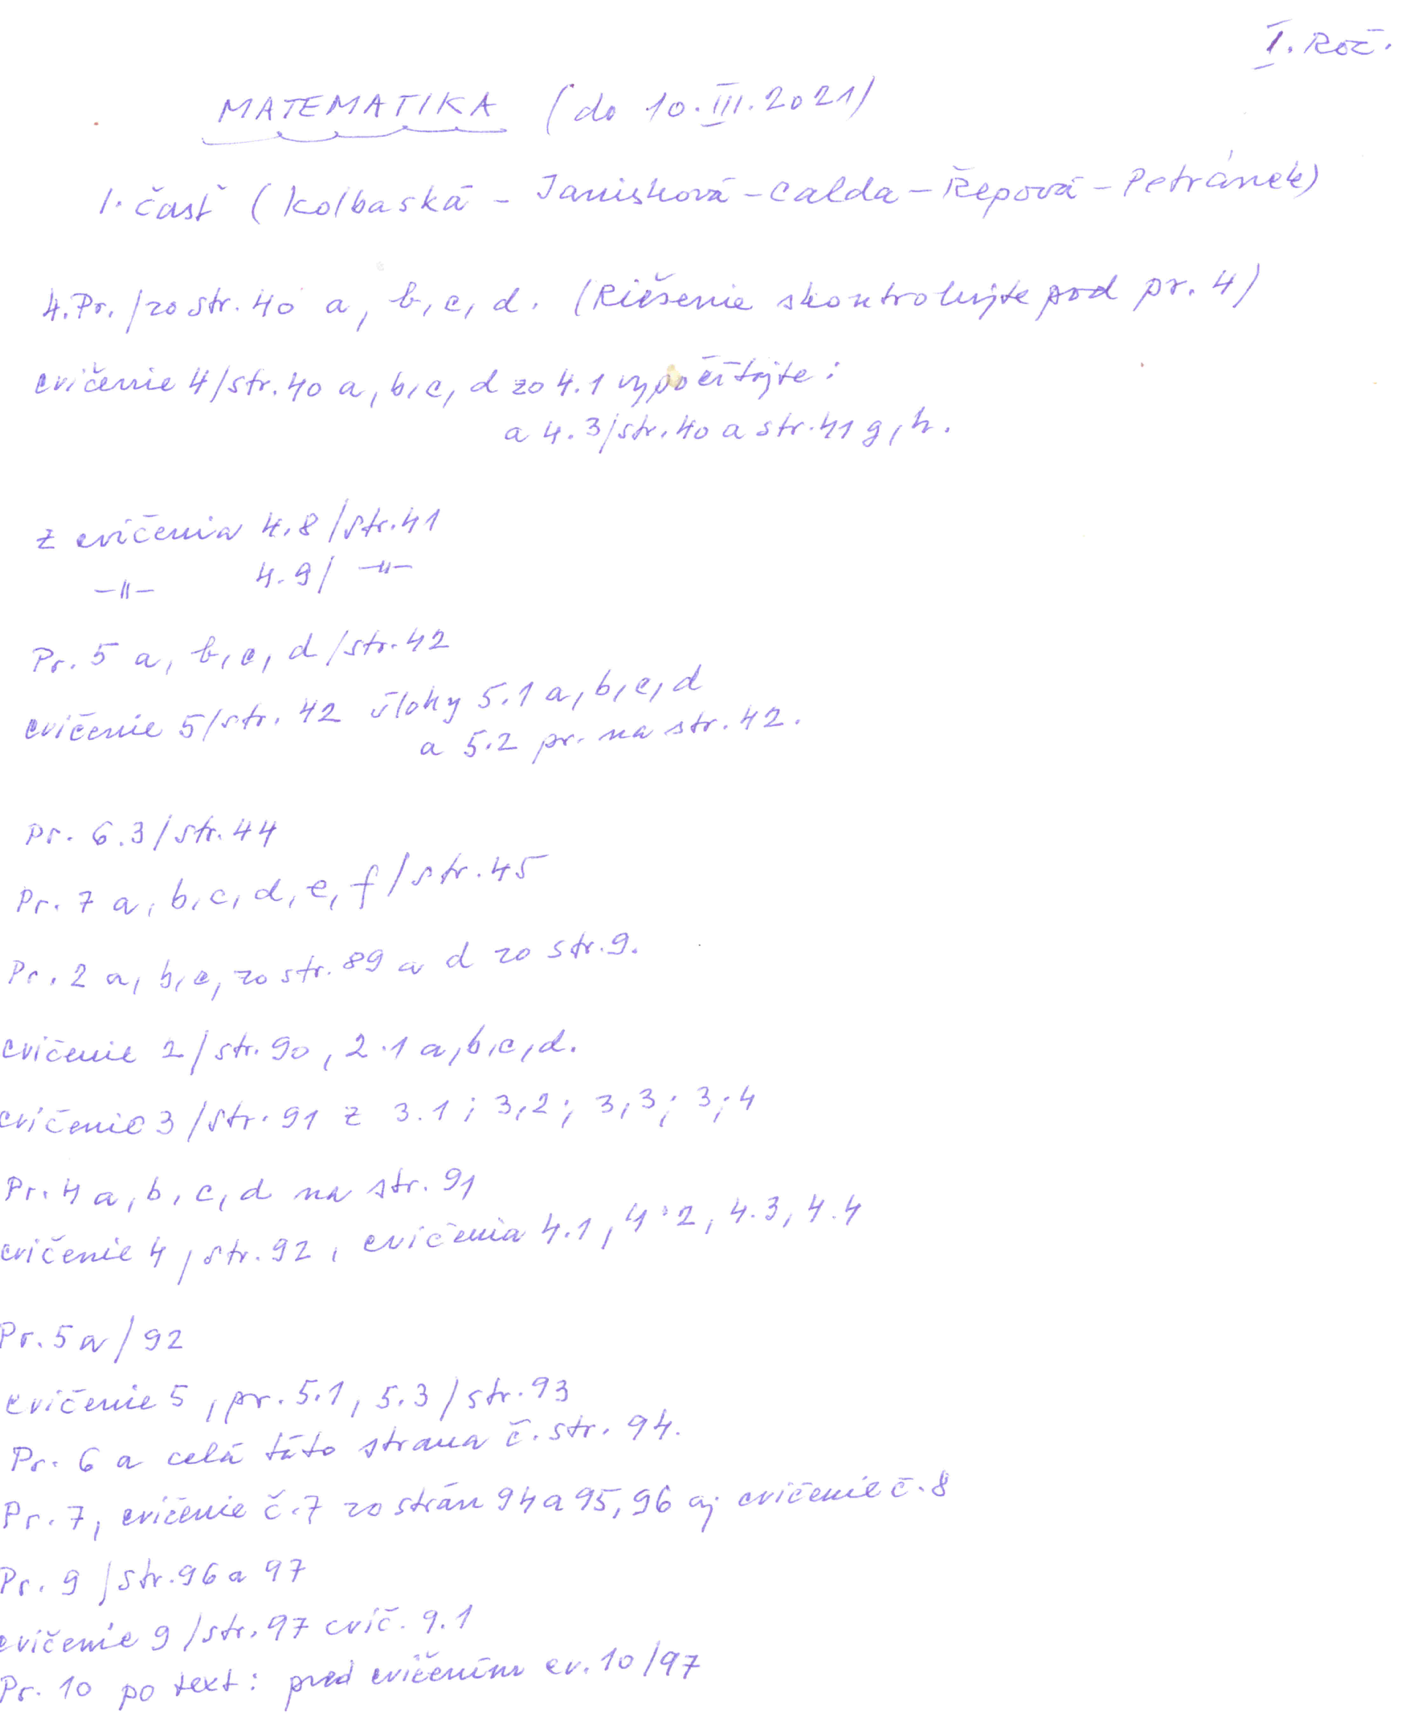 I. Roč.
MATEMATIKA (do 10. III. 2021)
1. časť (Kolbaská - Janisková - Calda - Řepová - Petránek)
4. Pr. / zo str. 40 a, b, c, d. (Riešenie skontrolujte pod pr. 4)
cvičenie 4/str. 40 a, b, c, d zo 4.1 vypočítajte:
a 4.3/str. 40 a str. 41 g, h.
z cvičenia 4.8 /str. 41
-||- 4.9/ -||-
Pr. 5 a, b, c, d /str. 42
cvičenie 5/str. 42 úlohy 5.1 a, b, c, d
a 5.2 pr. na str. 42.
Pr. 6.3/str. 44
Pr. 7 a, b, c, d, e, f /str. 45
Pr. 2 a, b, c, zo str. 89 a d zo str. 9.
cvičenie 2/str. 90, 2.1 a, b, c, d.
cvičenie 3 /str. 91 z 3.1; 3,2; 3,3; 3;4
Pr. 4 a, b, c, d na str. 91
cvičenie 4, str. 92, cvičenia 4.1, 4.2, 4.3, 4.4
Pr. 5 a / 92
cvičenie 5, pr. 5.1, 5.3 / str. 93
Pr. 6 a celá táto strana č. str. 94.
Pr. 7, cvičenie č. 7 zo strán 94 a 95, 96 aj cvičenie č. 8
Pr. 9 /str. 96 a 97
cvičenie 9 /str. 97 cvič. 9.1
Pr. 10 po text: pred cvičením cv. 10/97